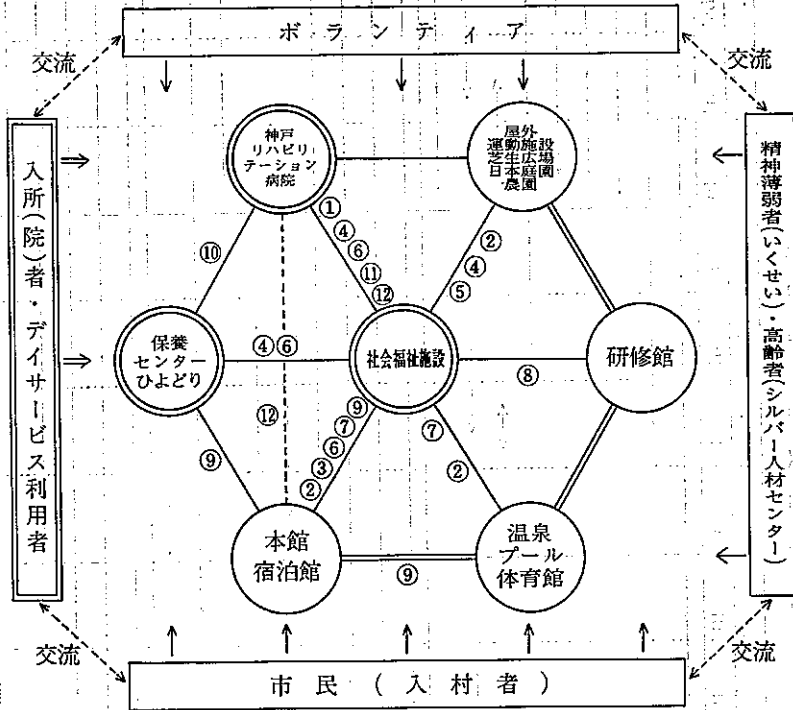 ボランティア
交流
交流
入所(院)者・デイサービス利用者
精神薄弱者(いくせい)・高齢者(シルバー人材センター)
神戸
リハビリ
テーション
病院
屋外
運動施設
芝生広場
日本庭園
農園
①
④
⑥
⑪
⑫
②
④
⑤
⑩
保養
センター
ひよどり
④⑥
社会福祉施設
⑧
研修館
⑫
⑨
⑦
⑥
③
②
⑦
②
⑨
本館
宿泊館
⑨
温泉
プール
体育館
交流
交流
市民(入村者)